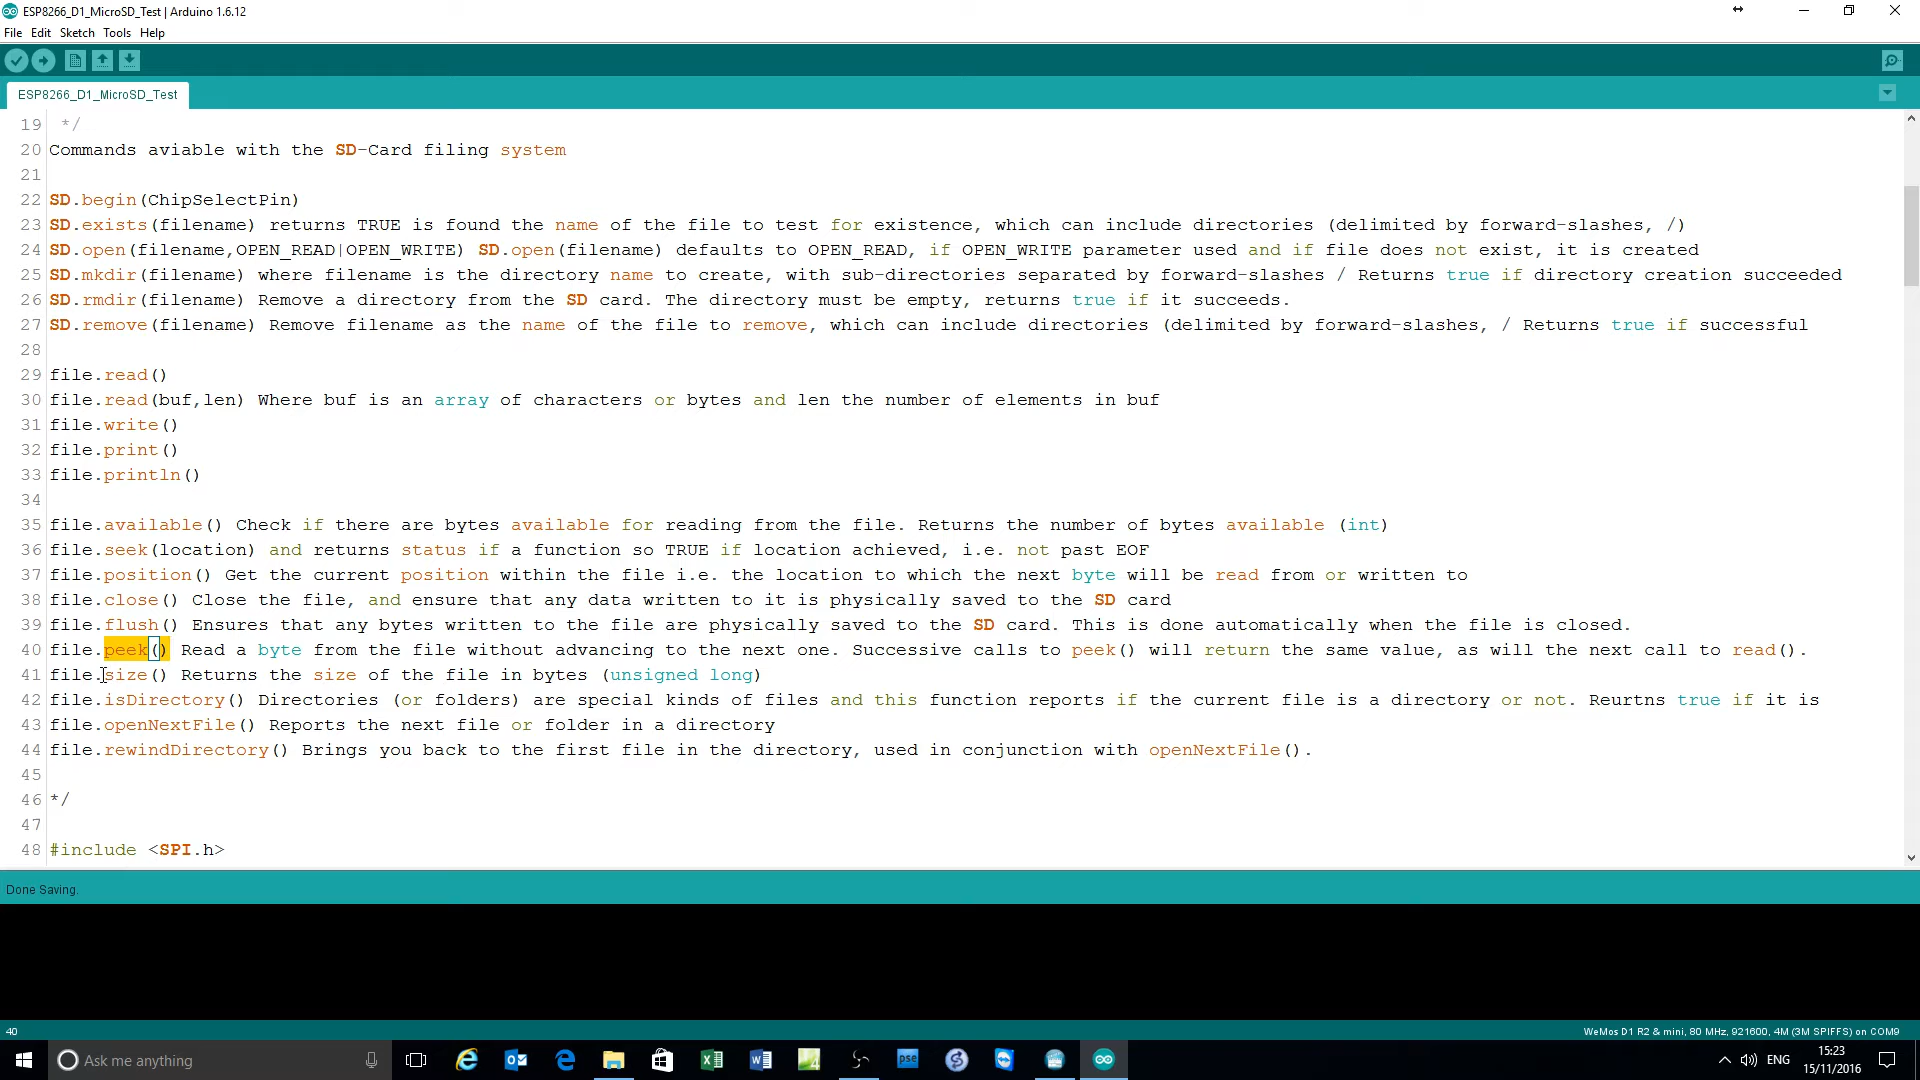 ESP8266_D1_MicroSD_Test | Arduino 1.6.12
File Edit Sketch Tools Help
ESP8266_D1_MicroSD_Test
19 */
20 Commands aviable with the SD-Card filing system
21
22 SD.begin(ChipSelectPin)
23 SD.exists(filename) returns TRUE is found the name of the file to test for existence, which can include directories (delimited by forward-slashes, /)
24 SD.open(filename,OPEN_READ|OPEN_WRITE) SD.open(filename) defaults to OPEN_READ, if OPEN_WRITE parameter used and if file does not exist, it is created
25 SD.mkdir(filename) where filename is the directory name to create, with sub-directories separated by forward-slashes / Returns true if directory creation succeeded
26 SD.rmdir(filename) Remove a directory from the SD card. The directory must be empty, returns true if it succeeds.
27 SD.remove(filename) Remove filename as the name of the file to remove, which can include directories (delimited by forward-slashes, / Returns true if successful
28
29 file.read()
30 file.read(buf,len) Where buf is an array of characters or bytes and len the number of elements in buf
31 file.write()
32 file.print()
33 file.println()
34
35 file.available() Check if there are bytes available for reading from the file. Returns the number of bytes available (int)
36 file.seek(location) and returns status if a function so TRUE if location achieved, i.e. not past EOF
37 file.position() Get the current position within the file i.e. the location to which the next byte will be read from or written to
38 file.close() Close the file, and ensure that any data written to it is physically saved to the SD card
39 file.flush() Ensures that any bytes written to the file are physically saved to the SD card. This is done automatically when the file is closed.
40 file.peek() Read a byte from the file without advancing to the next one. Successive calls to peek() will return the same value, as will the next call to read().
41 file.size() Returns the size of the file in bytes (unsigned long)
42 file.isDirectory() Directories (or folders) are special kinds of files and this function reports if the current file is a directory or not. Reurtns true if it is
43 file.openNextFile() Reports the next file or folder in a directory
44 file.rewindDirectory() Brings you back to the first file in the directory, used in conjunction with openNextFile().
45
46 */
47
48 #include <SPI.h>
Done Saving.
40
WeMos D1 R2 & mini, 80 MHz, 921600, 4M (3M SPIFFS) on COM9
Ask me anything
pse
ENG
15:23
15/11/2016